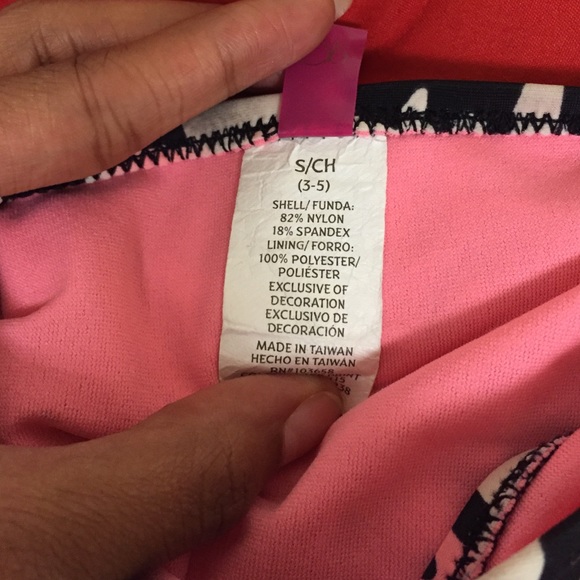 S/CH
(3-5)
SHELL/ FUNDA:
82% NYLON
18% SPANDEX
LINING/ FORRO:
100% POLYESTER/
POLIÉSTER
EXCLUSIVE OF
DECORATION
EXCLUSIVO DE
DECORACIÓN
MADE IN TAIWAN
HECHO EN TAIWÁN